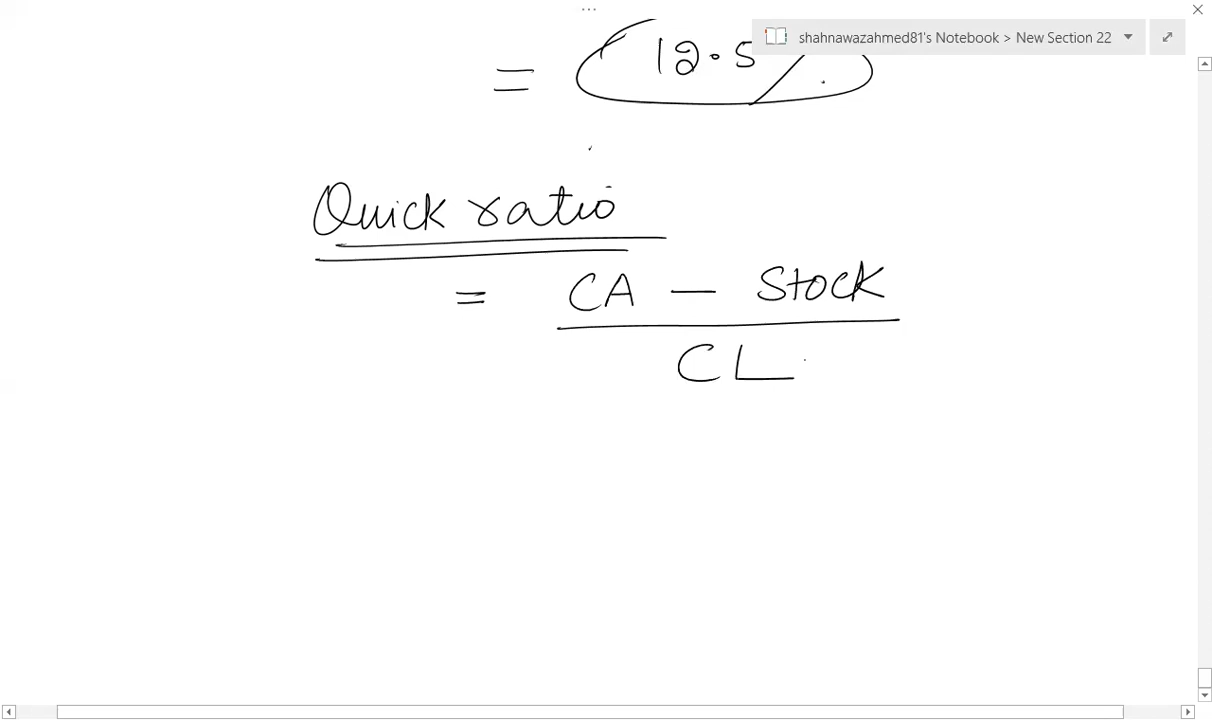 shahnawazahmed81's Notebook > New Section 22
= 12.5
Quick ratio
= CA - Stock
CL